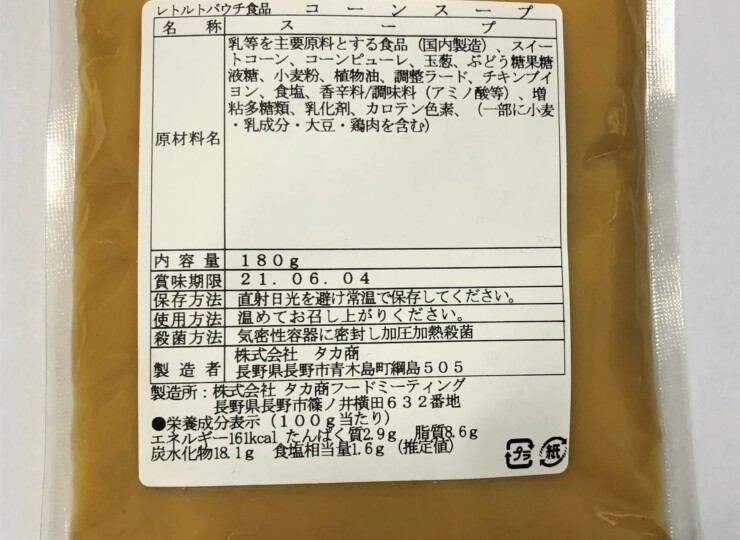 レトルトパウチ食品　コーンスープ
名称　スープ
乳等を主要原料とする食品（国内製造）、スイー
トコーン、コーンピューレ、玉葱、ぶどう糖果糖
液糖、小麦粉、植物油、調整ラード、チキンブイ
ヨン、食塩、香辛料/調味料（アミノ酸等）、増
粘多糖類、乳化剤、カロテン色素、（一部に小麦
・乳成分・大豆・鶏肉を含む）
原材料名
内容量　180g
賞味期限　21.06.04
保存方法　直射日光を避け常温で保存してください。
使用方法　温めてお召し上がりください。
殺菌方法　気密性容器に密封し加圧加熱殺菌
製造者　株式会社　タカ商
長野県長野市青木島町綱島５０５
製造所：株式会社 タカ商フードミーティング
長野県長野市篠ノ井横田６３２番地
●栄養成分表示（１００ｇ当たり）
エネルギー161kcal たんぱく質2.9g　脂質8.6g
炭水化物18.1g　食塩相当量1.6g（推定値）
プラ　紙